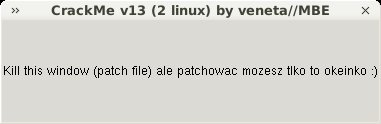 CrackMe v13 (2 linux) by veneta//MBE
Kill this window (patch file) ale patchowac mozesz tlko to okeinko :)